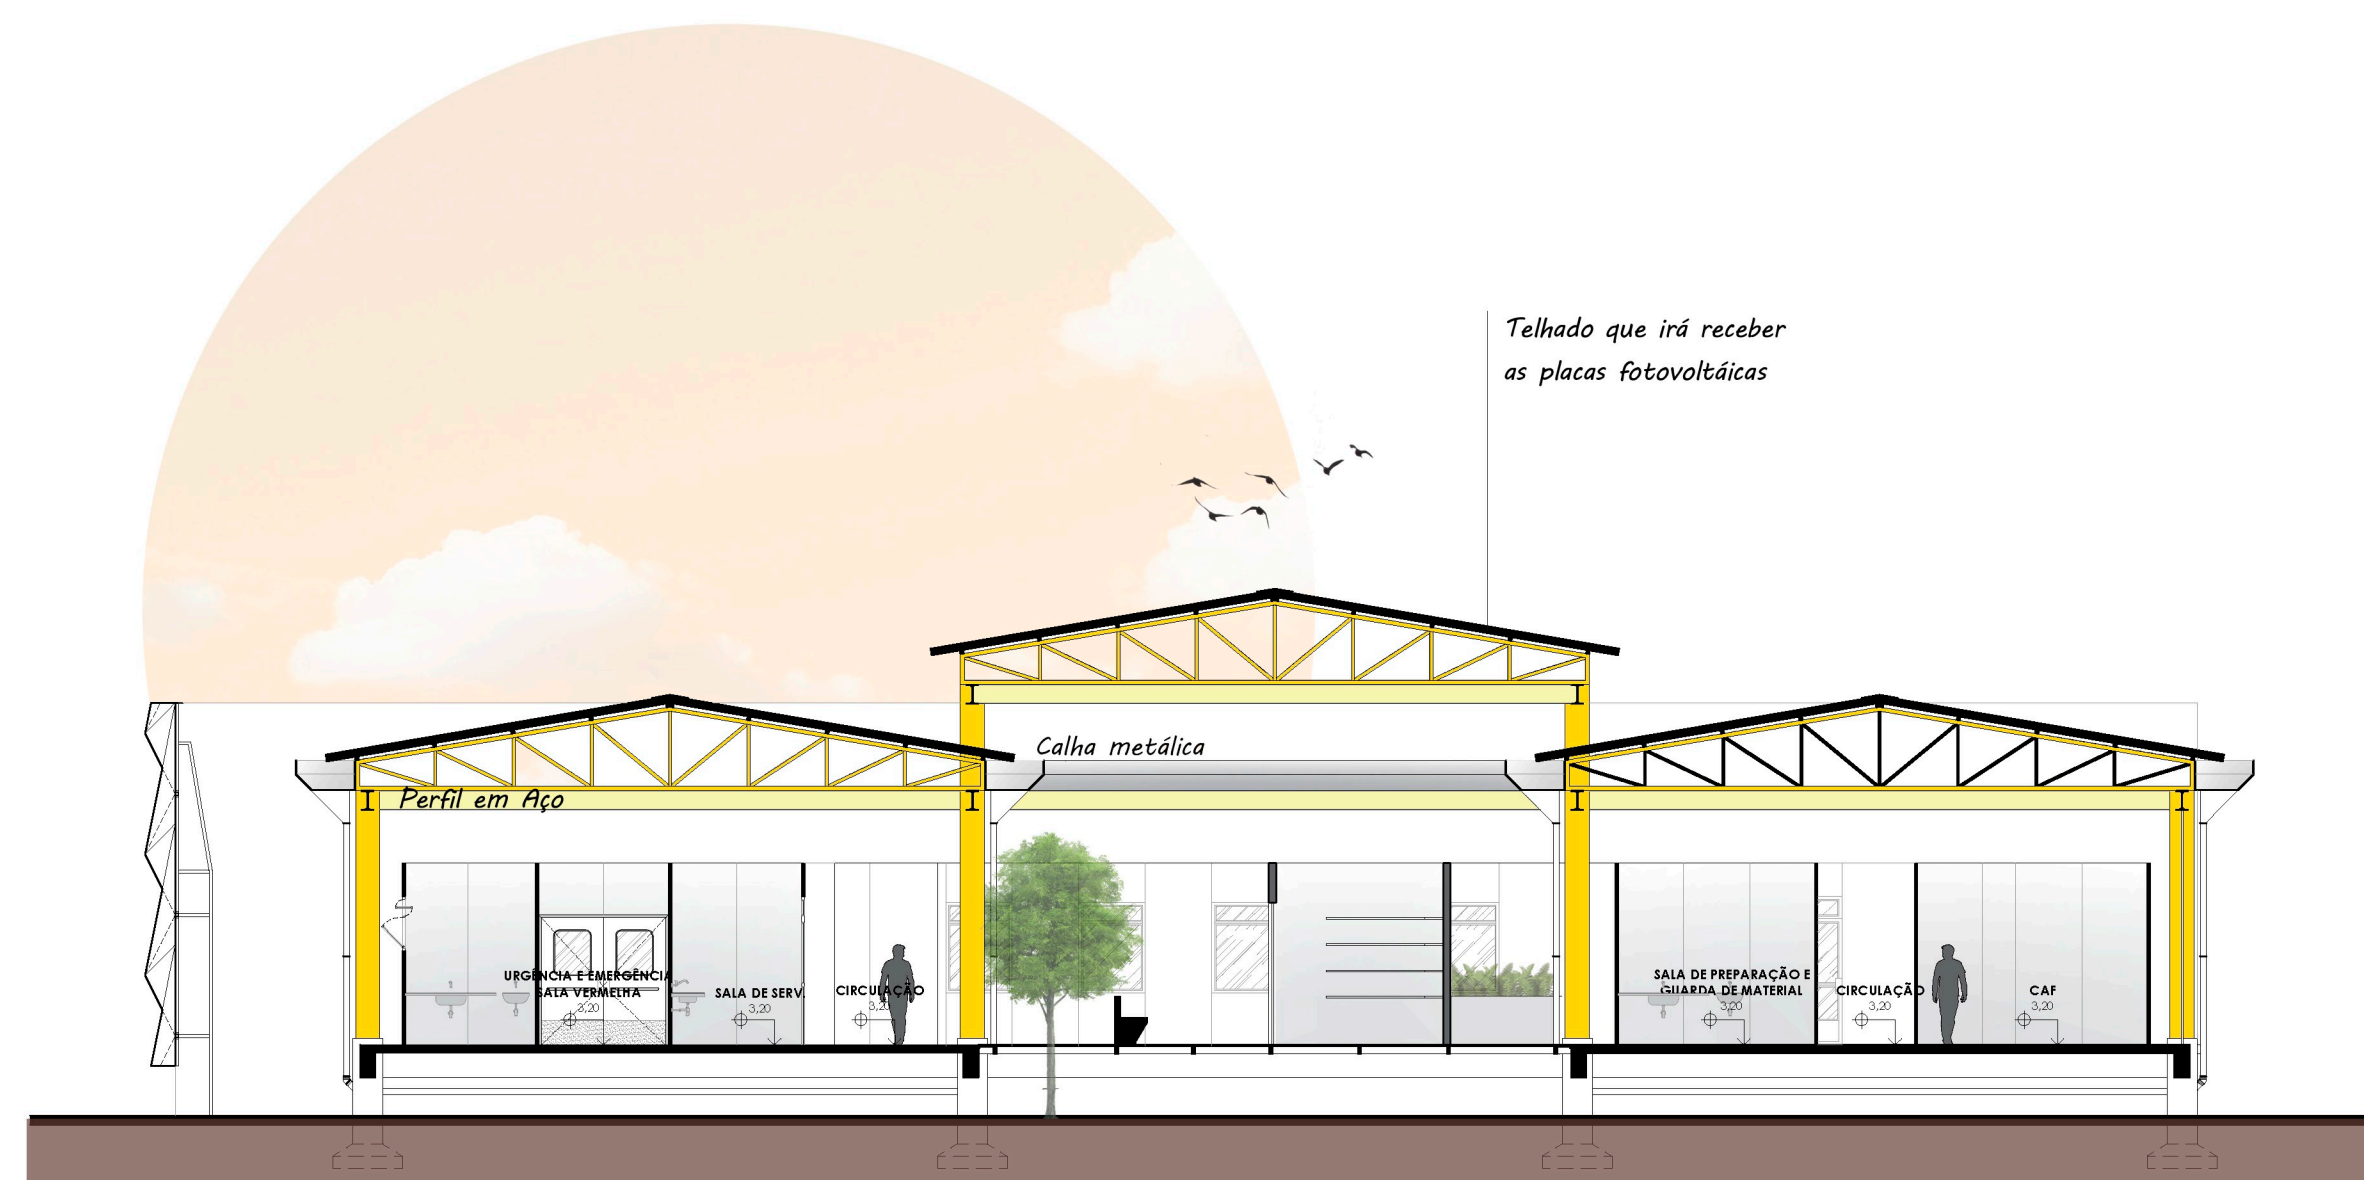 Telhado que irá receber
as placas fotovoltáicas
Calha metálica
Perfil em Aço
URGÊNCIA E EMERGÊNCIA
SALA VERMELHA
3,20
SALA DE SERV.
3,20
CIRCULAÇÃO
3,20
SALA DE PREPARAÇÃO E
GUARDA DE MATERIAL
3,20
CIRCULAÇÃO
3,20
CAF
3,20